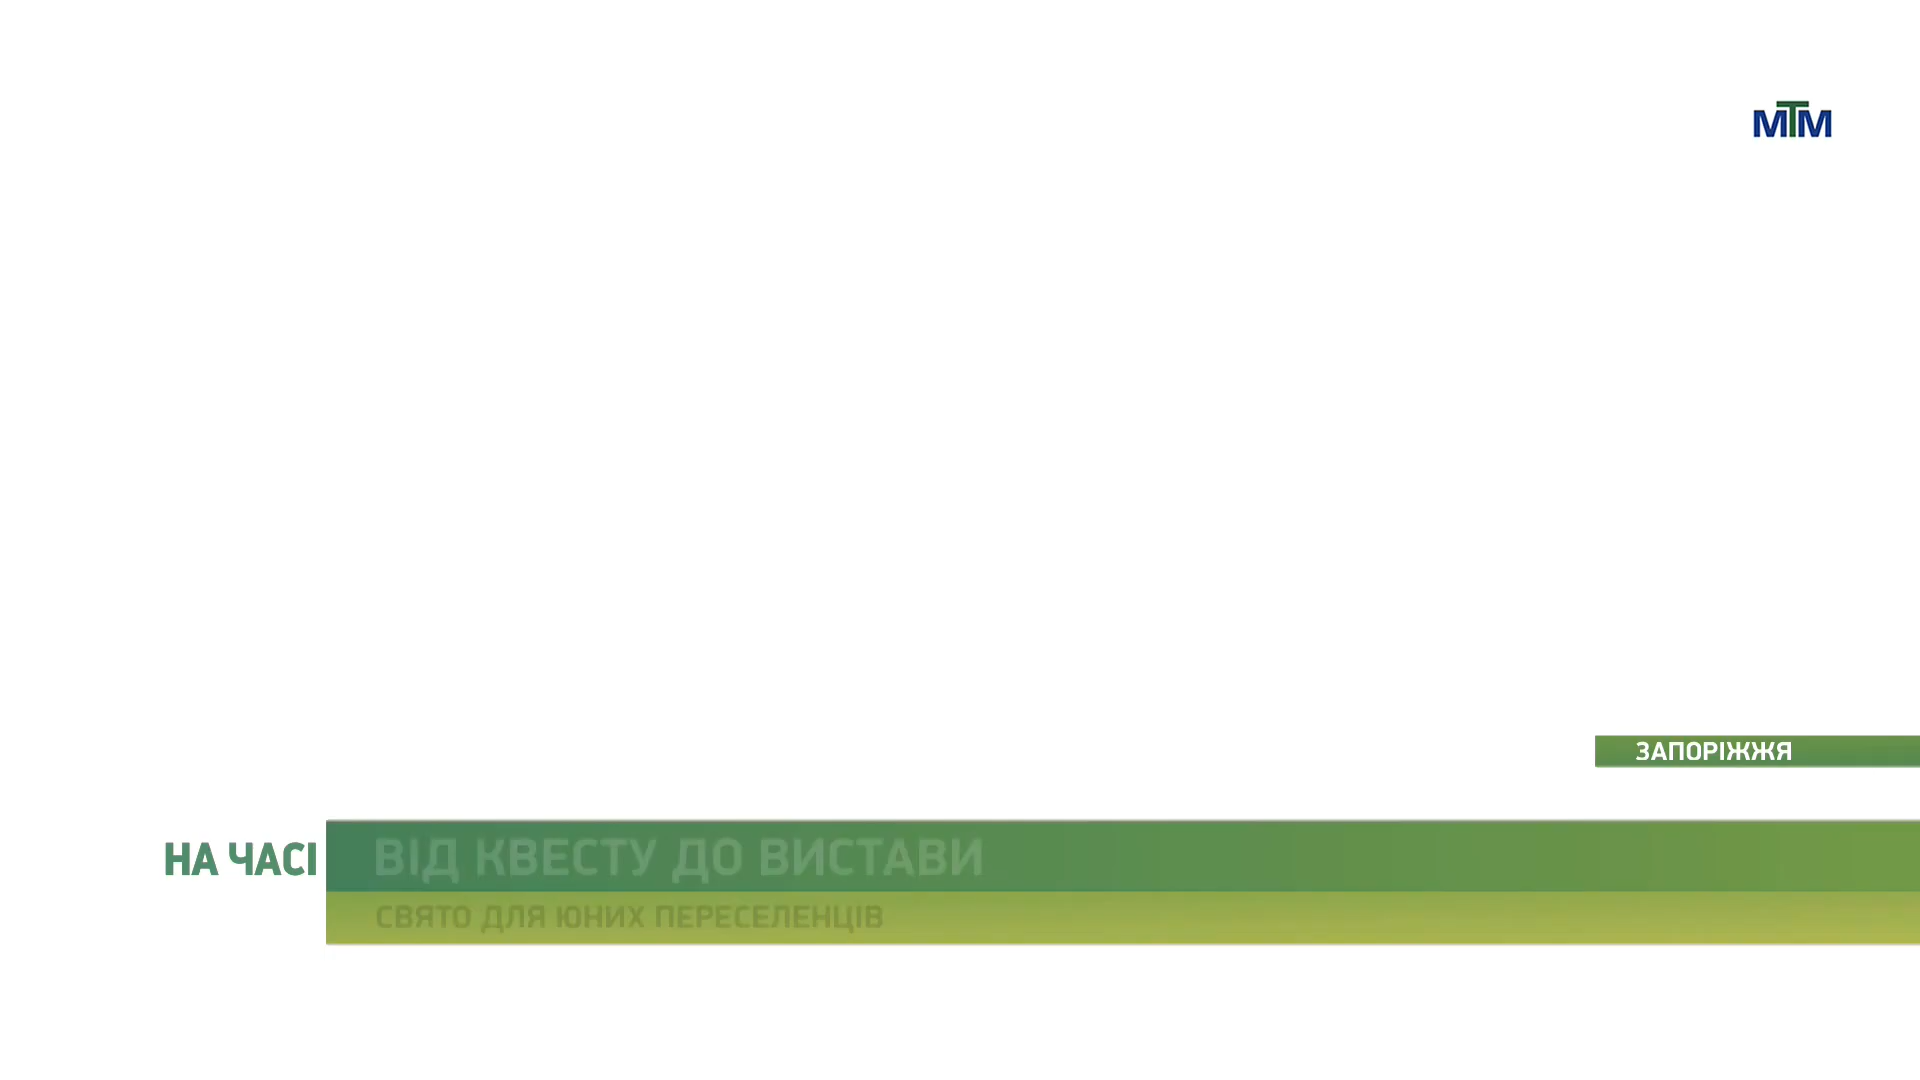 МТМ
ЗАПОРІЖЖЯ
НА ЧАСІ
ВІД КВЕСТУ ДО ВИСТАВИ
СВЯТО ДЛЯ ЮНИХ ПЕРЕСЕЛЕНЦІВ